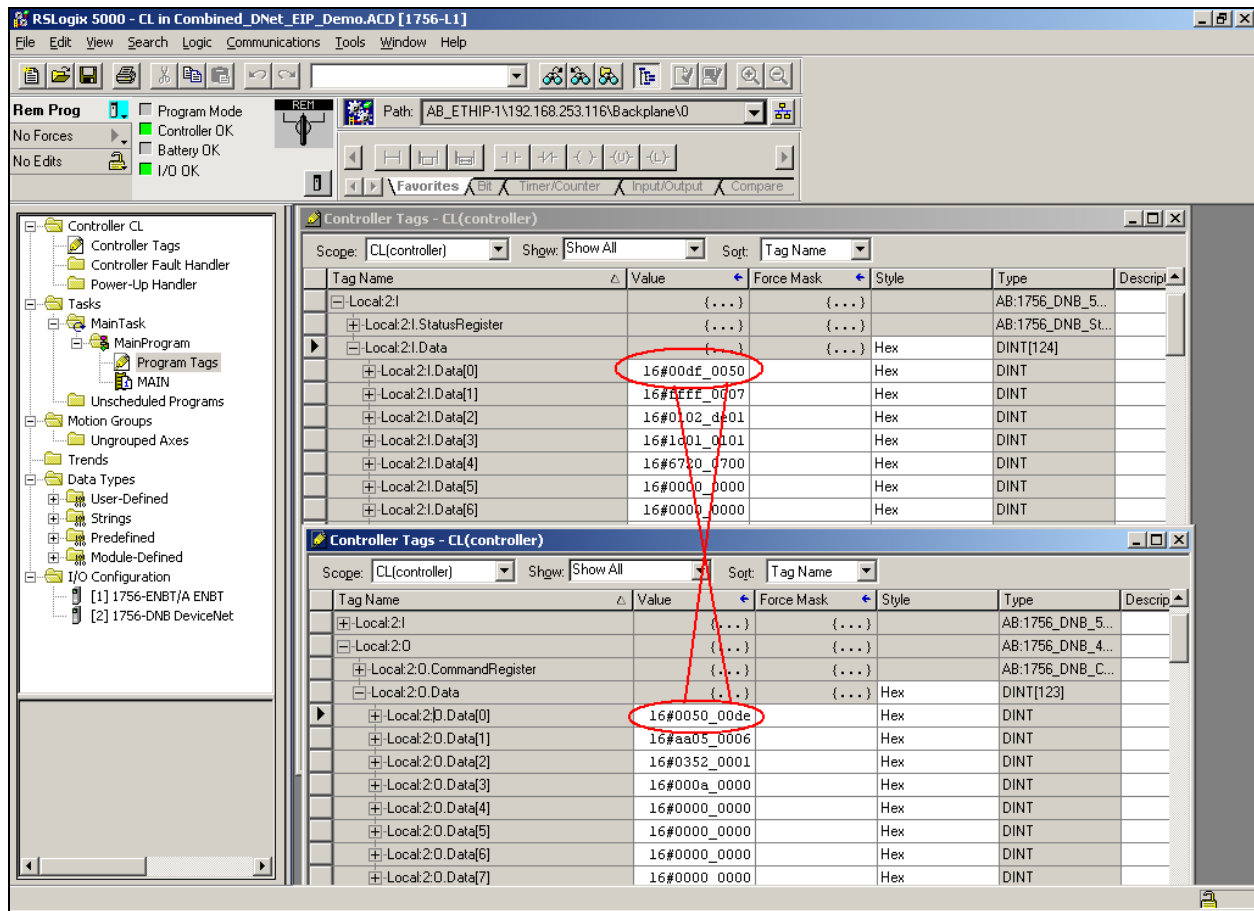 RSLogix 5000 - CL in Combined_DNet_EIP_Demo.ACD [1756-L1]
File Edit View Search Logic Communications Tools Window Help
Rem Prog
No Forces
No Edits
Program Mode
Controller OK
Battery OK
I/O OK
REM
Path: AB_ETHIP-1\192.168.253.116\Backplane\0
Favorites Bit Timer/Counter Input/Output Compare
Controller CL
Controller Tags
Controller Fault Handler
Power-Up Handler
Tasks
MainTask
MainProgram
Program Tags
MAIN
Unscheduled Programs
Motion Groups
Ungrouped Axes
Trends
Data Types
User-Defined
Strings
Predefined
Module-Defined
I/O Configuration
[1] 1756-ENBT/A ENBT
[2] 1756-DNB DeviceNet
Controller Tags - CL(controller)
Scope: CL(controller) Show: Show All Sort: Tag Name
Tag Name Value Force Mask Style Type Descript
Local:2:I {...} {...} AB:1756_DNB_5...
Local:2:I.StatusRegister {...} {...} AB:1756_DNB_St...
Local:2:I.Data {...} {...} Hex DINT[124]
Local:2:I.Data[0] 16#00df_0050 Hex DINT
Local:2:I.Data[1] 16#ffff_0007 Hex DINT
Local:2:I.Data[2] 16#0102_de01 Hex DINT
Local:2:I.Data[3] 16#1d01_0101 Hex DINT
Local:2:I.Data[4] 16#6720_0700 Hex DINT
Local:2:I.Data[5] 16#0000_0000 Hex DINT
Local:2:I.Data[6] 16#0000_0000 Hex DINT
Controller Tags - CL(controller)
Scope: CL(controller) Show: Show All Sort: Tag Name
Tag Name Value Force Mask Style Type Descrip
Local:2:I {...} {...} AB:1756_DNB_5...
Local:2:O {...} {...} AB:1756_DNB_4...
Local:2:O.CommandRegister {...} {...} AB:1756_DNB_C...
Local:2:O.Data {...} {...} Hex DINT[123]
Local:2:O.Data[0] 16#0050_00de Hex DINT
Local:2:O.Data[1] 16#aa05_0006 Hex DINT
Local:2:O.Data[2] 16#0352_0001 Hex DINT
Local:2:O.Data[3] 16#000a_0000 Hex DINT
Local:2:O.Data[4] 16#0000_0000 Hex DINT
Local:2:O.Data[5] 16#0000_0000 Hex DINT
Local:2:O.Data[6] 16#0000_0000 Hex DINT
Local:2:O.Data[7] 16#0000_0000 Hex DINT